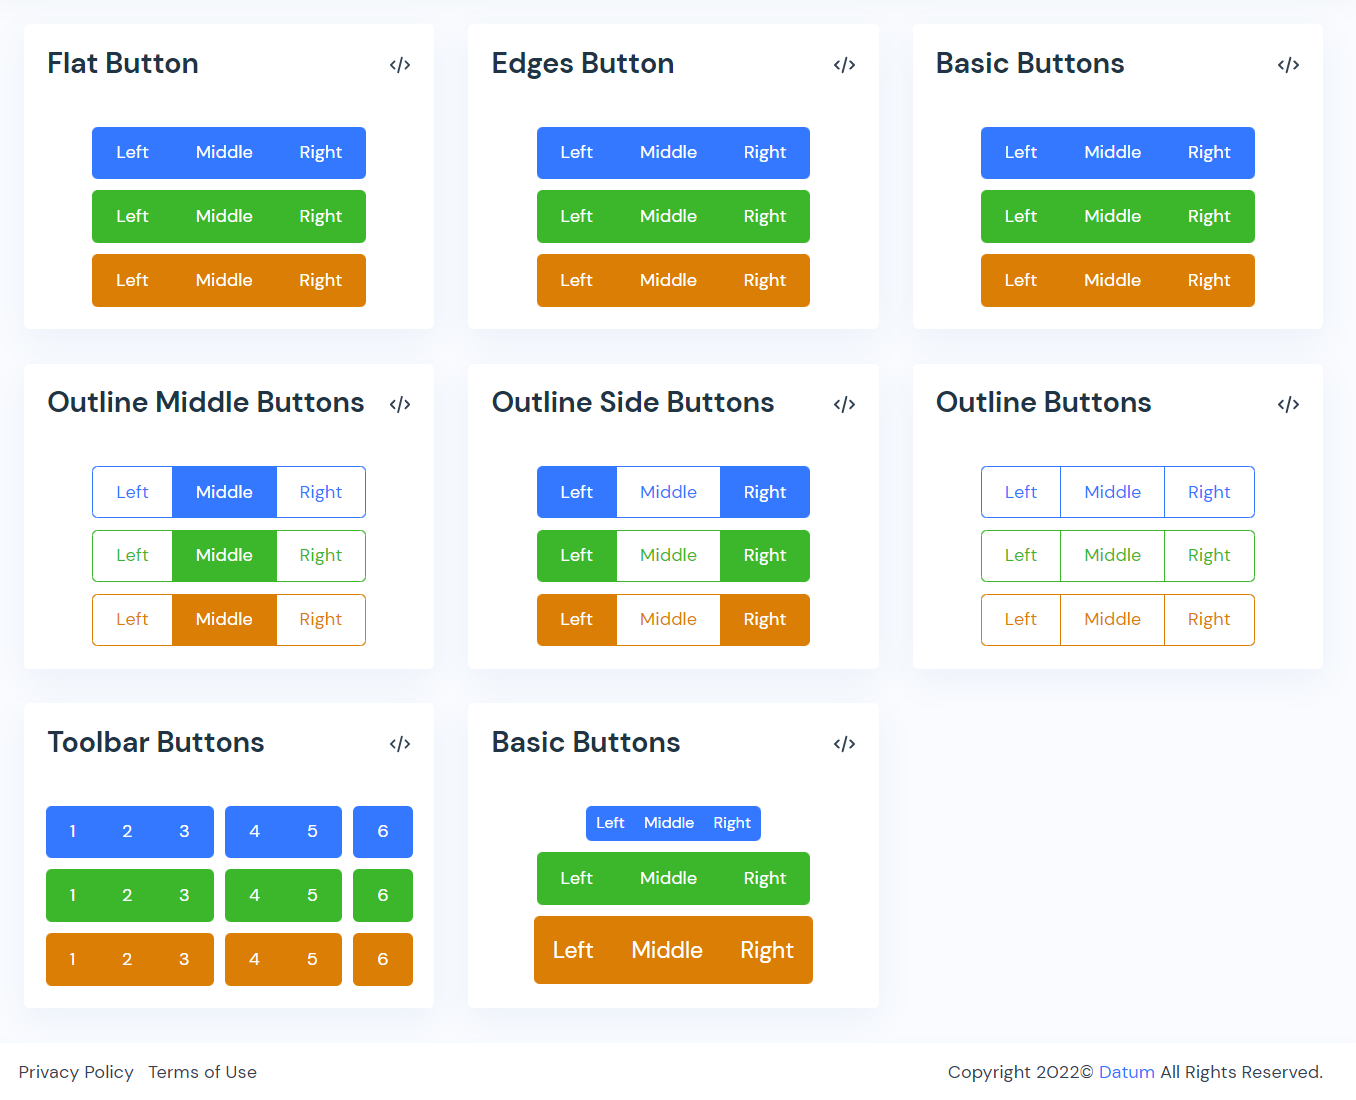 Flat Button
Left Middle Right
Left Middle Right
Left Middle Right
Edges Button
Left Middle Right
Left Middle Right
Left Middle Right
Basic Buttons
Left Middle Right
Left Middle Right
Left Middle Right
Outline Middle Buttons
Left Middle Right
Left Middle Right
Left Middle Right
Outline Side Buttons
Left Middle Right
Left Middle Right
Left Middle Right
Outline Buttons
Left Middle Right
Left Middle Right
Left Middle Right
Toolbar Buttons
1 2 3 4 5 6
1 2 3 4 5 6
1 2 3 4 5 6
Basic Buttons
Left Middle Right
Left Middle Right
Left Middle Right
Privacy Policy Terms of Use
Copyright 2022© Datum All Rights Reserved.